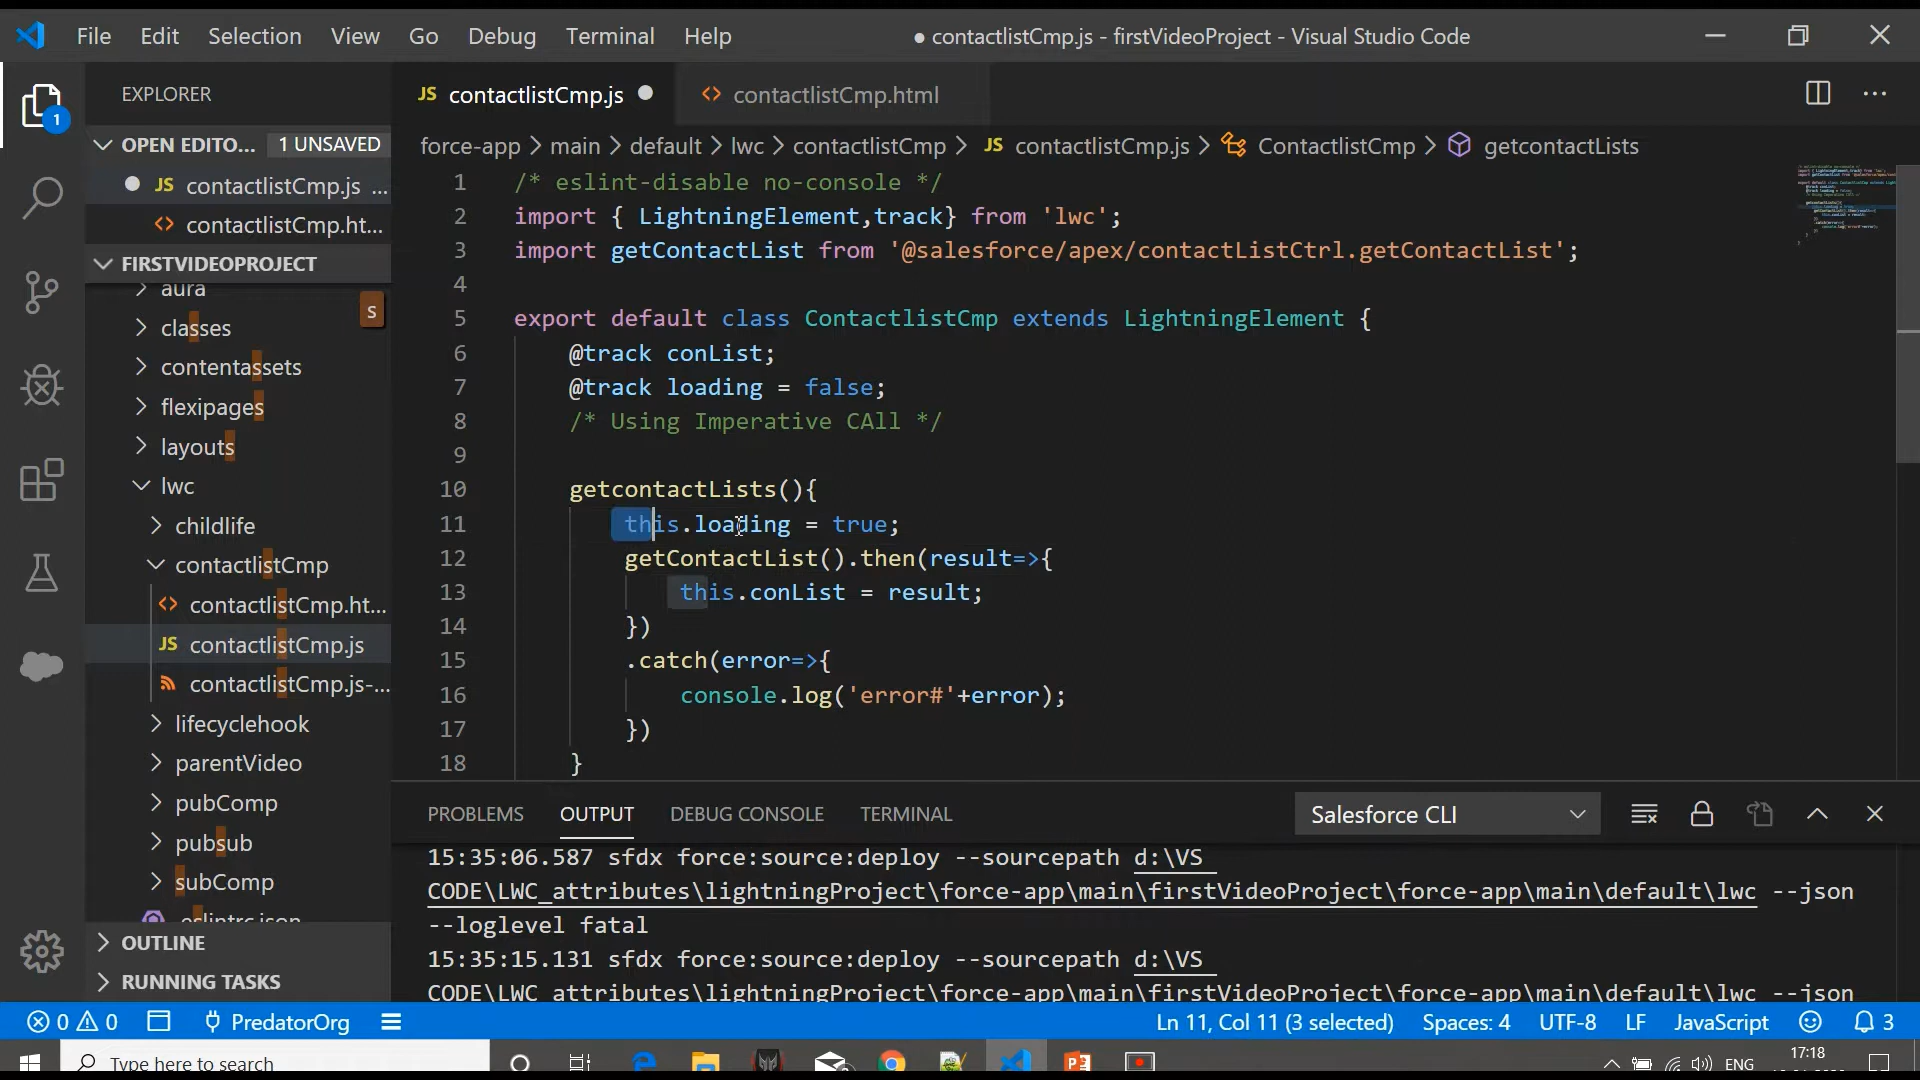 File Edit Selection View Go Debug Terminal Help
● contactlistCmp.js - firstVideoProject - Visual Studio Code
EXPLORER
OPEN EDITO... 1 UNSAVED
JS contactlistCmp.js ...
contactlistCmp.ht...
FIRSTVIDEOPROJECT
aura
s
classes
contentassets
flexipages
layouts
lwc
childlife
contactlistCmp
contactlistCmp.ht...
JS contactlistCmp.js
contactlistCmp.js-...
lifecyclehook
parentVideo
pubComp
pubsub
subComp
.eslintrc.json
OUTLINE
RUNNING TASKS
1
JS contactlistCmp.js
contactlistCmp.html
force-app > main > default > lwc > contactlistCmp > JS contactlistCmp.js > ContactlistCmp > getcontactLists
1 /* eslint-disable no-console */
2 import { LightningElement,track} from 'lwc';
3 import getContactList from '@salesforce/apex/contactListCtrl.getContactList';
4
5 export default class ContactlistCmp extends LightningElement {
6 @track conList;
7 @track loading = false;
8 /* Using Imperative CAll */
9
10 getcontactLists(){
11 this.loading = true;
12 getContactList().then(result=>{
13 this.conList = result;
14 })
15 .catch(error=>{
16 console.log('error#'+error);
17 })
18 }
PROBLEMS OUTPUT DEBUG CONSOLE TERMINAL
Salesforce CLI
15:35:06.587 sfdx force:source:deploy --sourcepath d:\VS
CODE\LWC_attributes\lightningProject\force-app\main\firstVideoProject\force-app\main\default\lwc --json
--loglevel fatal
15:35:15.131 sfdx force:source:deploy --sourcepath d:\VS
CODE\LWC_attributes\lightningProject\force-app\main\firstVideoProject\force-app\main\default\lwc --json
0 0 PredatorOrg
Ln 11, Col 11 (3 selected) Spaces: 4 UTF-8 LF JavaScript 3
Type here to search
ENG
17:18